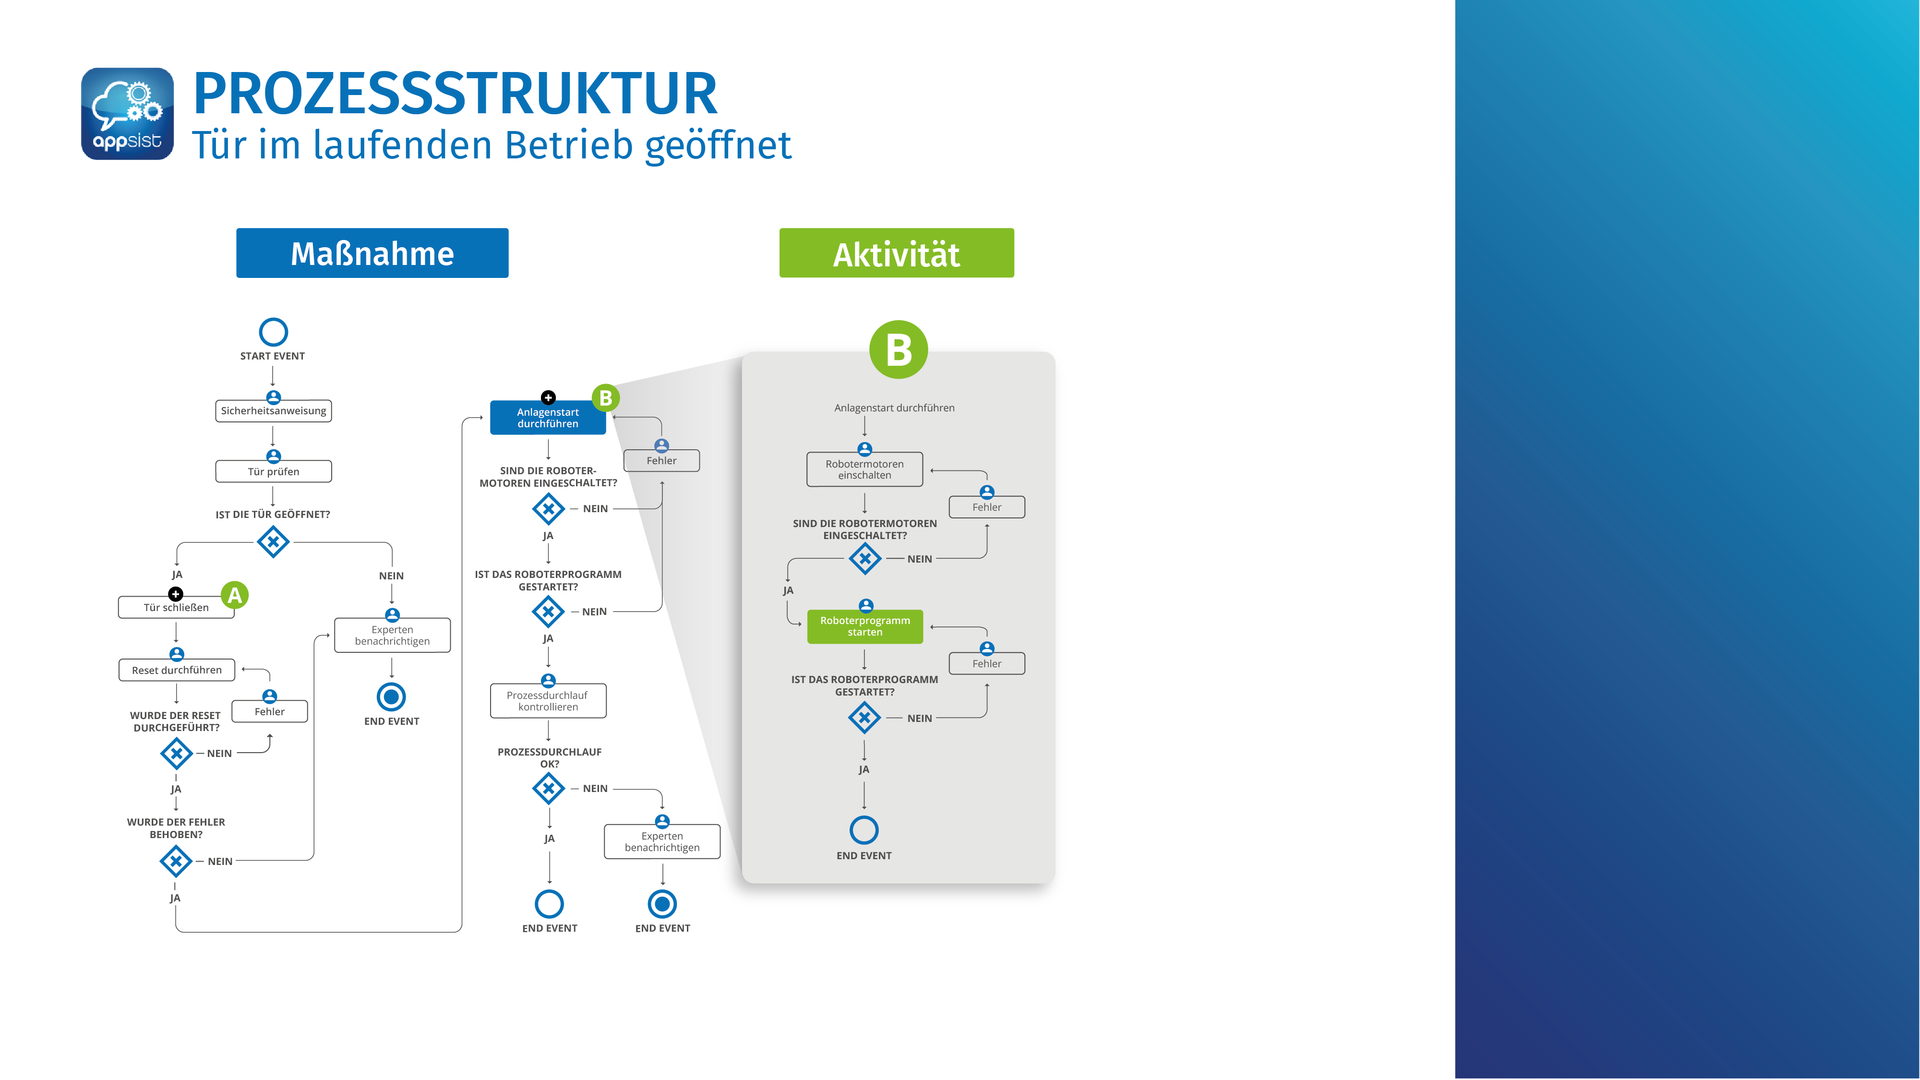 appsist
PROZESSSTRUKTUR
Tür im laufenden Betrieb geöffnet
Maßnahme
START EVENT
Sicherheitsanweisung
Tür prüfen
IST DIE TÜR GEÖFFNET?
JA
NEIN
A
Tür schließen
Experten
benachrichtigen
END EVENT
Reset durchführen
Fehler
WURDE DER RESET
DURCHGEFÜHRT?
NEIN
JA
WURDE DER FEHLER
BEHOBEN?
NEIN
JA
B
Anlagenstart
durchführen
Fehler
SIND DIE ROBOTER-
MOTOREN EINGESCHALTET?
NEIN
JA
IST DAS ROBOTERPROGRAMM
GESTARTET?
NEIN
JA
Prozessdurchlauf
kontrollieren
PROZESSDURCHLAUF
OK?
NEIN
JA
Experten
benachrichtigen
END EVENT
END EVENT
Aktivität
B
Anlagenstart durchführen
Robotermotoren
einschalten
Fehler
SIND DIE ROBOTERMOTOREN
EINGESCHALTET?
NEIN
JA
Roboterprogramm
starten
Fehler
IST DAS ROBOTERPROGRAMM
GESTARTET?
NEIN
JA
END EVENT